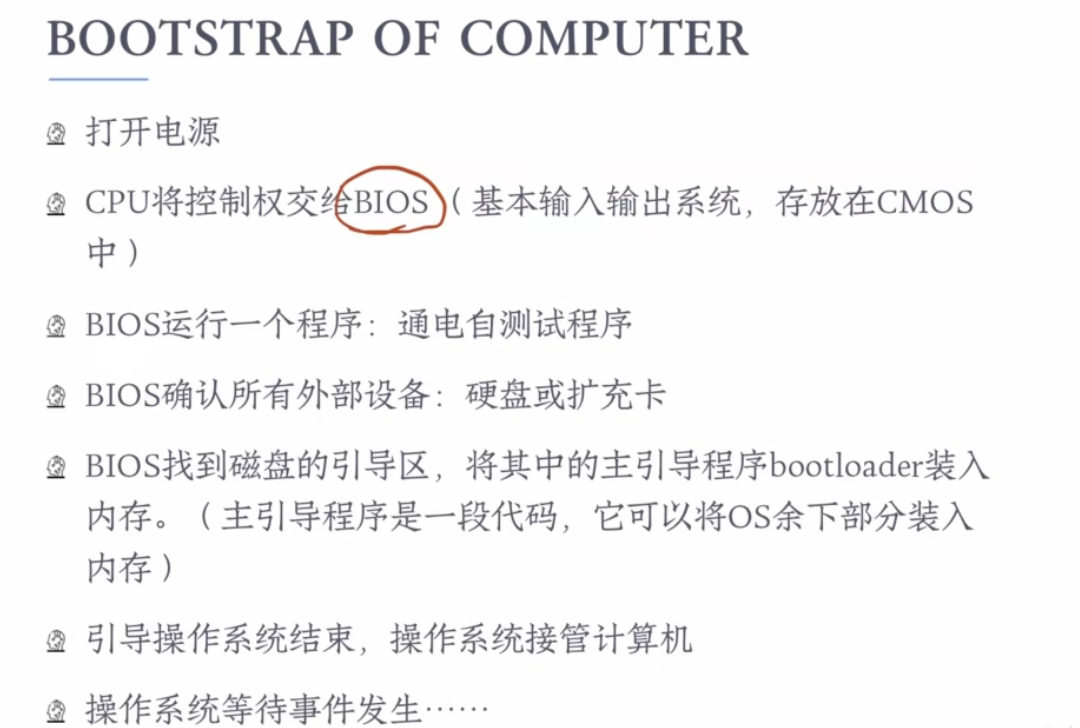 BOOTSTRAP OF COMPUTER
打开电源
CPU将控制权交给BIOS（基本输入输出系统，存放在CMOS
中）
BIOS运行一个程序：通电自测试程序
BIOS确认所有外部设备：硬盘或扩充卡
BIOS找到磁盘的引导区，将其中的主引导程序bootloader装入
内存。（主引导程序是一段代码，它可以将OS余下部分装入
内存）
引导操作系统结束，操作系统接管计算机
操作系统等待事件发生……